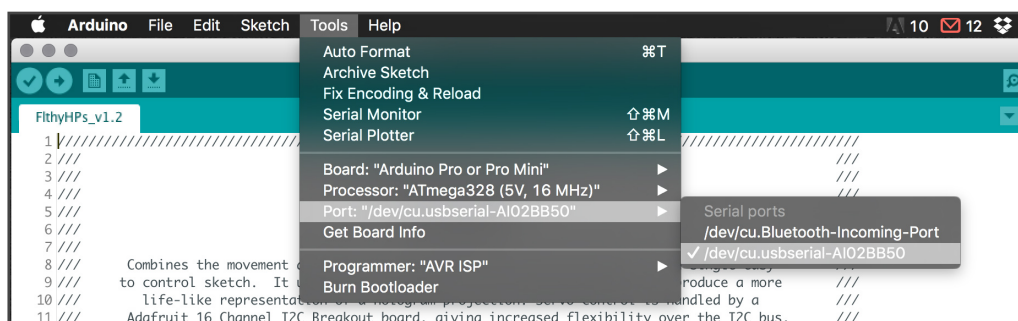 Arduino File Edit Sketch Tools Help 10 12
Auto Format ⌘T
Archive Sketch
Fix Encoding & Reload
Serial Monitor ⇧⌘M
Serial Plotter ⇧⌘L
Board: "Arduino Pro or Pro Mini"
Processor: "ATmega328 (5V, 16 MHz)"
Port: "/dev/cu.usbserial-AI02BB50"
Get Board Info
Programmer: "AVR ISP"
Burn Bootloader
Serial ports
/dev/cu.Bluetooth-Incoming-Port
✓ /dev/cu.usbserial-AI02BB50
FlthyHPs_v1.2
1 //////////////////////////////// ///////////////////////
2 /// ///
3 /// ///
4 /// ///
5 /// ///
6 /// ///
7 /// ///
8 /// Combines the movement ///
9 /// to control sketch. It roduce a more ///
10 /// life-like representation of a hologram projection. Servo control is handled by a ///
11 /// Adafruit 16 Channel I2C Breakout board, giving increased flexibility over the I2C bus. ///